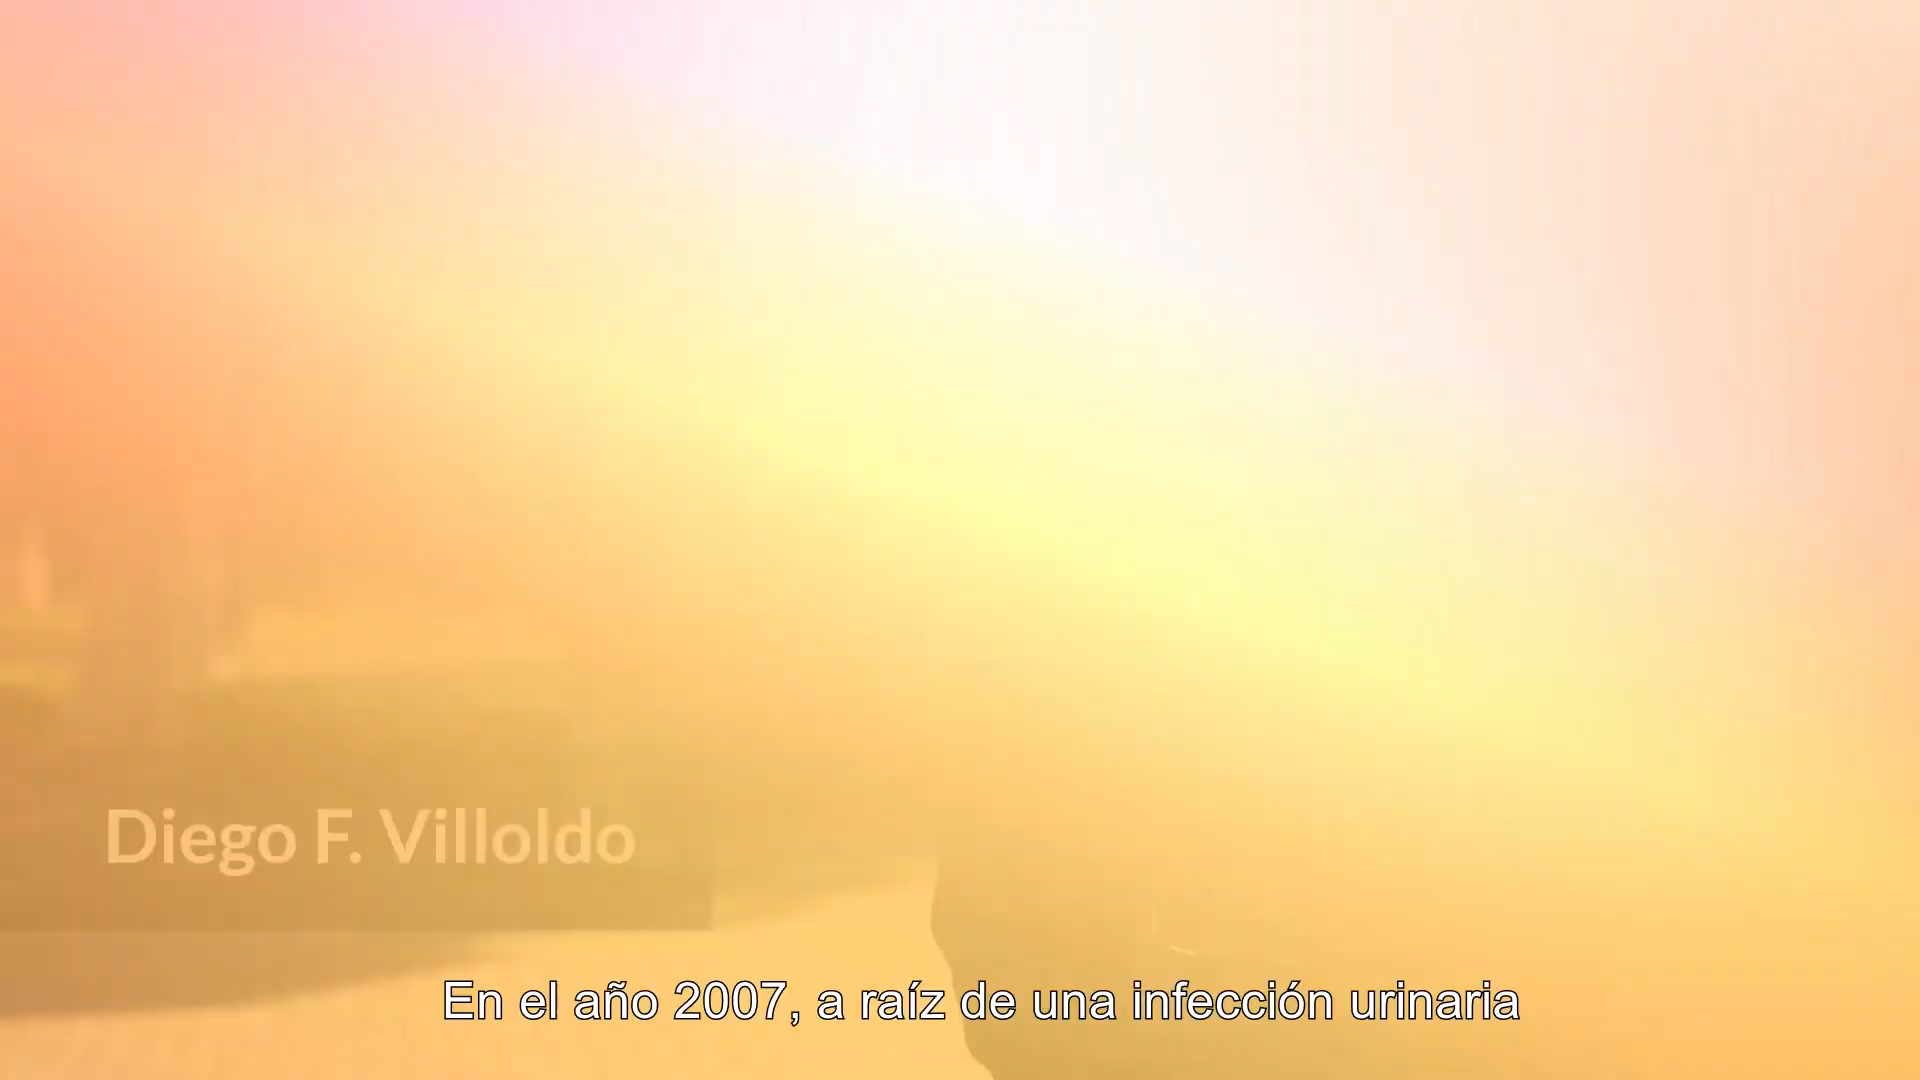 Diego F. Villoldo
En el año 2007, a raíz de una infección urinaria